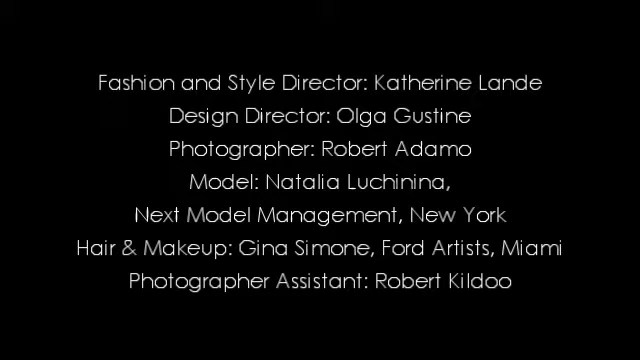 Fashion and Style Director: Katherine Lande
Design Director: Olga Gustine
Photographer: Robert Adamo
Model: Natalia Luchinina,
Next Model Management, New York
Hair & Makeup: Gina Simone, Ford Artists, Miami
Photographer Assistant: Robert Kildoo